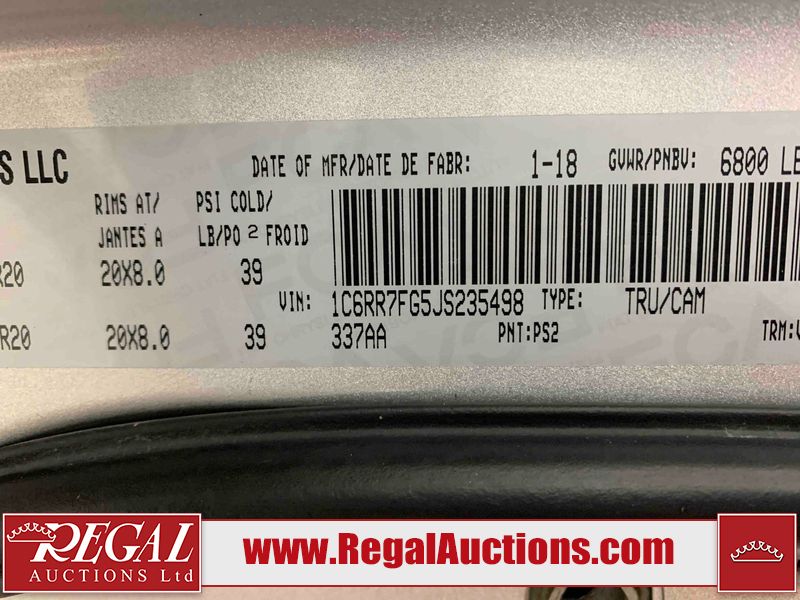 S LLC
DATE OF MFR/DATE DE FABR: 1-18 GVWR/PNBV: 6800 LB
RIMS AT/ PSI COLD/
JANTES A LB/PO 2 FROID
R20 20X8.0 39
VIN: 1C6RR7FG5JS235498 TYPE: TRU/CAM
R20 20X8.0 39 337AA PNT:PS2 TRM:V
REGAL
AUCTIONS Ltd
www.RegalAuctions.com